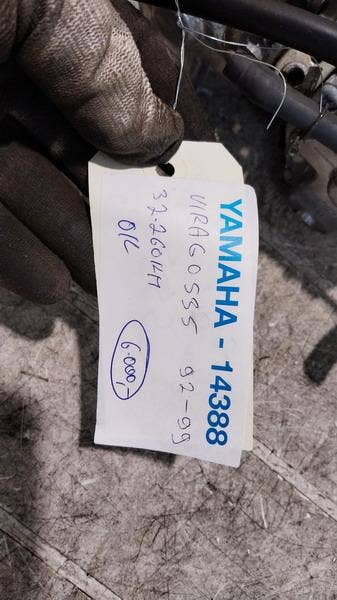 YAMAHA - 14388
VIRAGO 535 92-99
32.260KM
OK
6.000,-